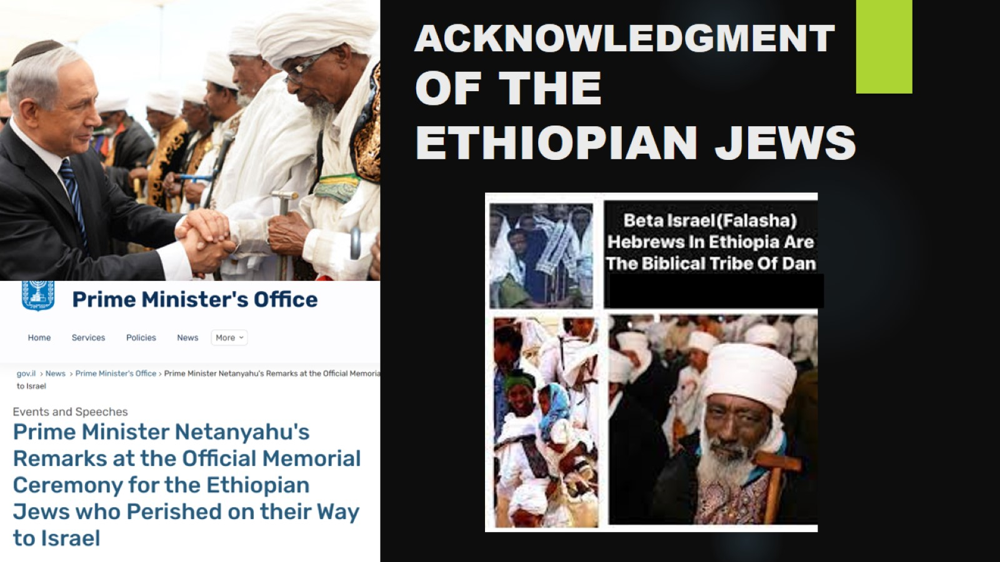 ACKNOWLEDGMENT
OF THE
ETHIOPIAN JEWS
Beta Israel(Falasha)
Hebrews In Ethiopia Are
The Biblical Tribe Of Dan
Prime Minister's Office
Home Services Policies News More
gov.il > News > Prime Minister's Office > Prime Minister Netanyahu's Remarks at the Official
to Israel
Events and Speeches
Prime Minister Netanyahu's
Remarks at the Official Memorial
Ceremony for the Ethiopian
Jews who Perished on their Way
to Israel